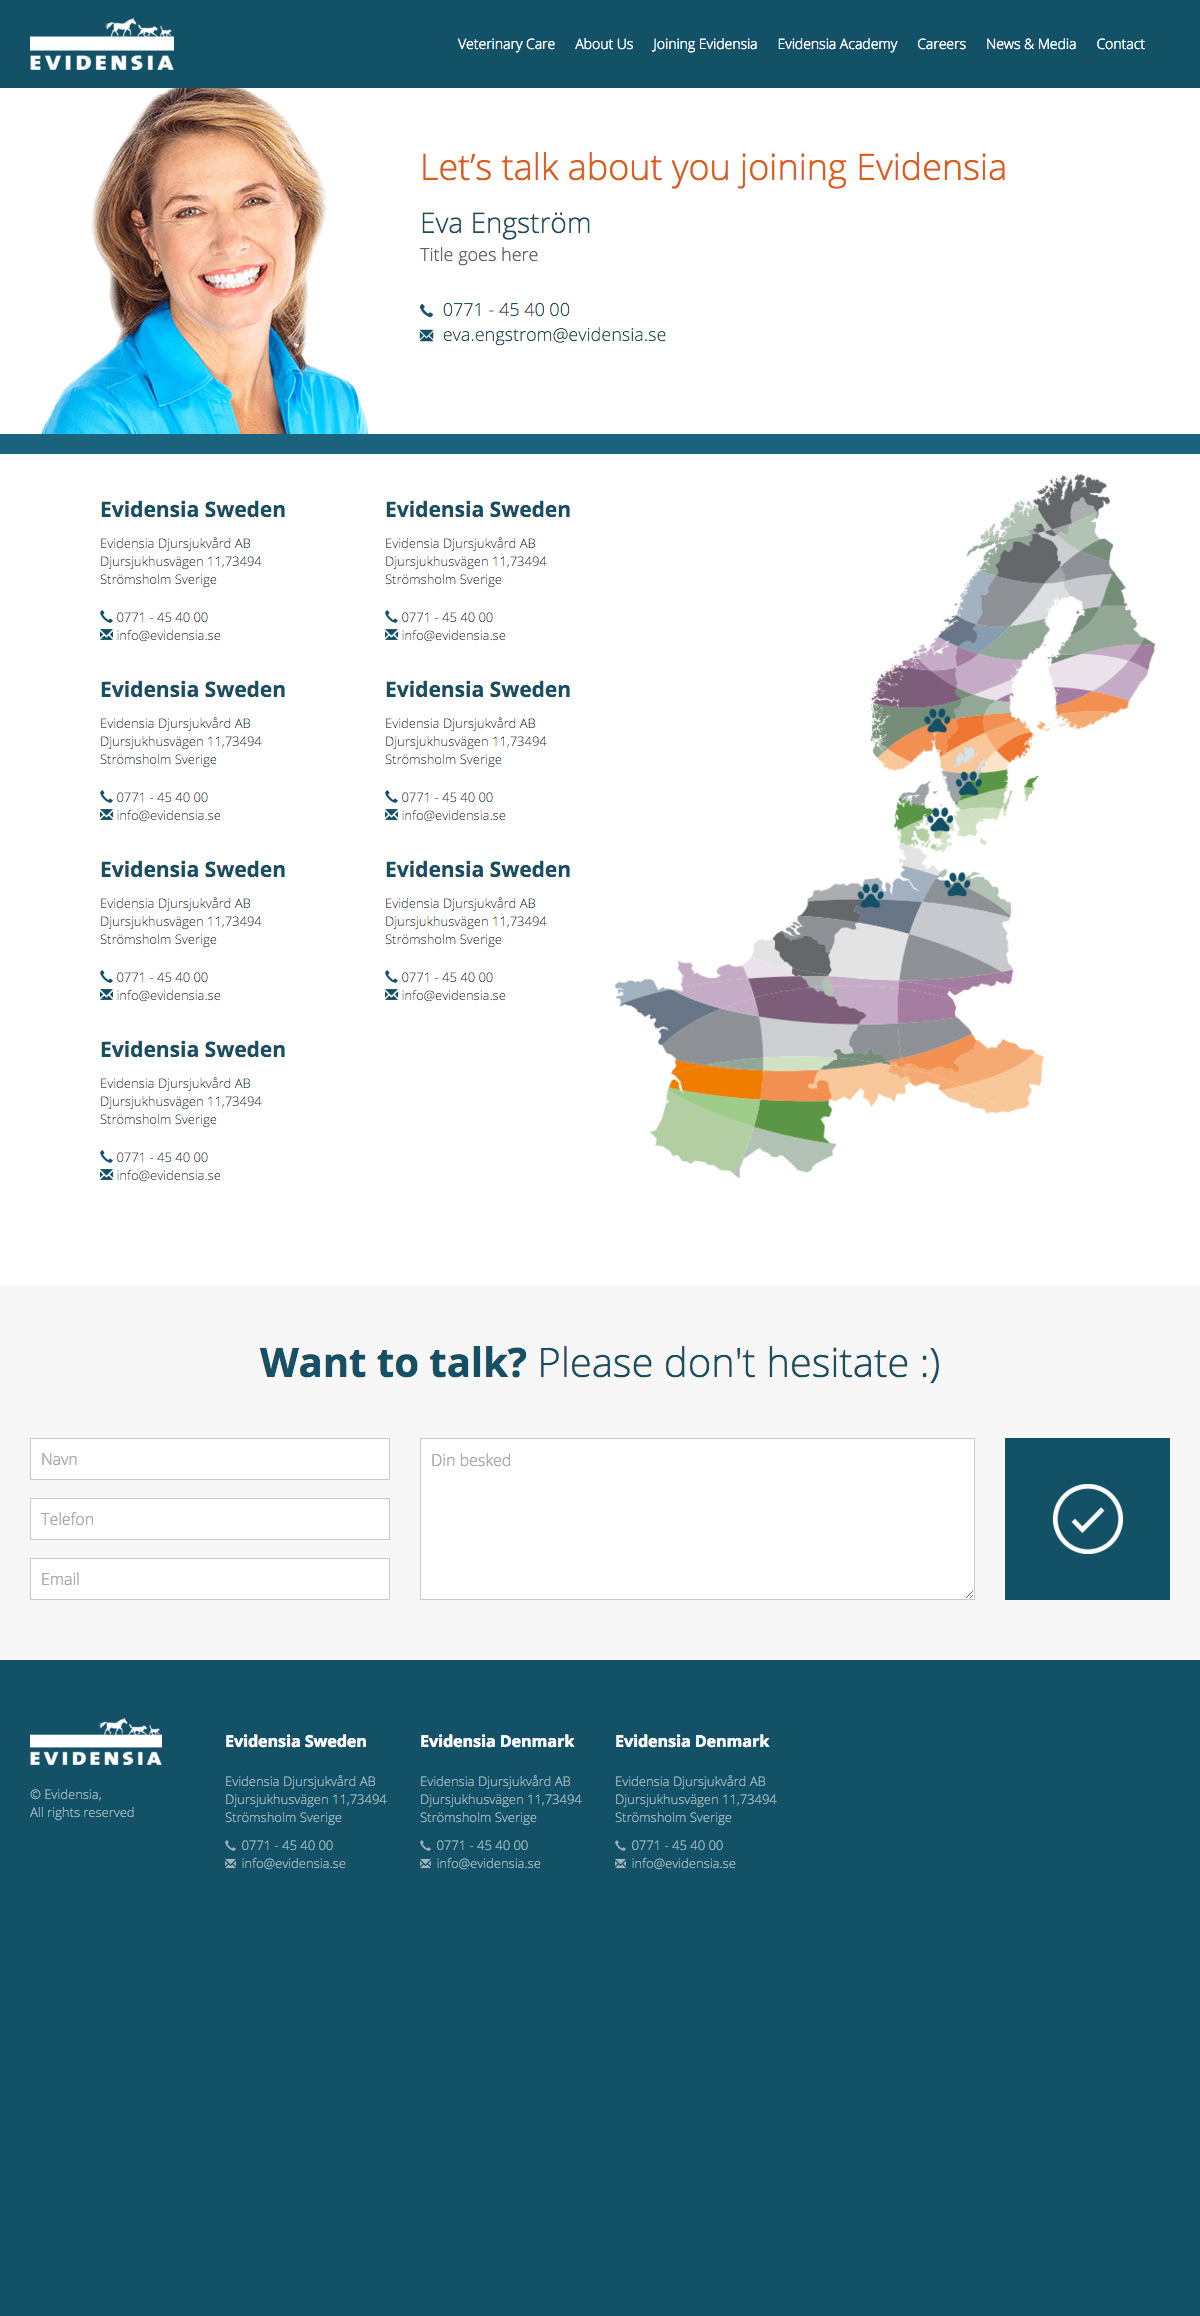 EVIDENSIA
Veterinary Care About Us Joining Evidensia Evidensia Academy Careers News & Media Contact
Let’s talk about you joining Evidensia
Eva Engström
Title goes here
0771 - 45 40 00
eva.engstrom@evidensia.se
Evidensia Sweden
Evidensia Djursjukvård AB
Djursjukhusvägen 11,73494
Strömsholm Sverige
0771 - 45 40 00
info@evidensia.se
Evidensia Sweden
Evidensia Djursjukvård AB
Djursjukhusvägen 11,73494
Strömsholm Sverige
0771 - 45 40 00
info@evidensia.se
Evidensia Sweden
Evidensia Djursjukvård AB
Djursjukhusvägen 11,73494
Strömsholm Sverige
0771 - 45 40 00
info@evidensia.se
Evidensia Sweden
Evidensia Djursjukvård AB
Djursjukhusvägen 11,73494
Strömsholm Sverige
0771 - 45 40 00
info@evidensia.se
Evidensia Sweden
Evidensia Djursjukvård AB
Djursjukhusvägen 11,73494
Strömsholm Sverige
0771 - 45 40 00
info@evidensia.se
Evidensia Sweden
Evidensia Djursjukvård AB
Djursjukhusvägen 11,73494
Strömsholm Sverige
0771 - 45 40 00
info@evidensia.se
Evidensia Sweden
Evidensia Djursjukvård AB
Djursjukhusvägen 11,73494
Strömsholm Sverige
0771 - 45 40 00
info@evidensia.se
Want to talk? Please don't hesitate :)
Navn
Telefon
Email
Din besked
EVIDENSIA
© Evidensia,
All rights reserved
Evidensia Sweden
Evidensia Djursjukvård AB
Djursjukhusvägen 11,73494
Strömsholm Sverige
0771 - 45 40 00
info@evidensia.se
Evidensia Denmark
Evidensia Djursjukvård AB
Djursjukhusvägen 11,73494
Strömsholm Sverige
0771 - 45 40 00
info@evidensia.se
Evidensia Denmark
Evidensia Djursjukvård AB
Djursjukhusvägen 11,73494
Strömsholm Sverige
0771 - 45 40 00
info@evidensia.se